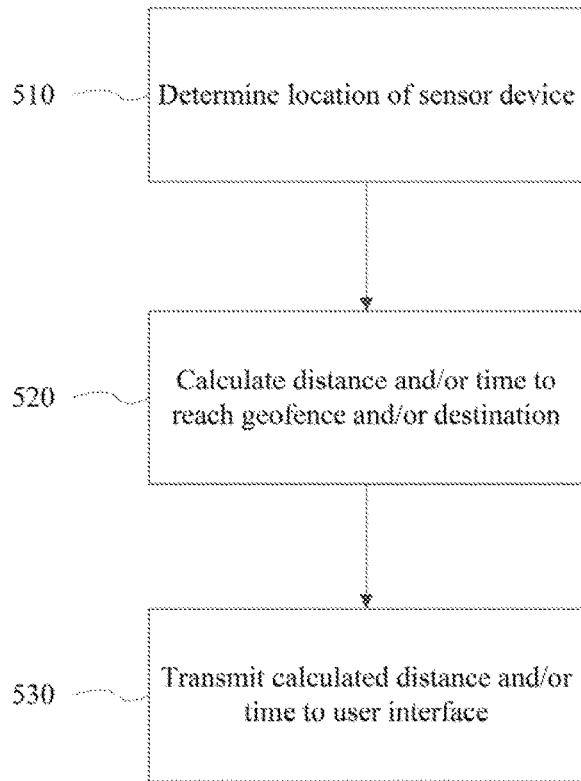 510
Determine location of sensor device
520
Calculate distance and/or time to
reach geofence and/or destination
530
Transmit calculated distance and/or
time to user interface